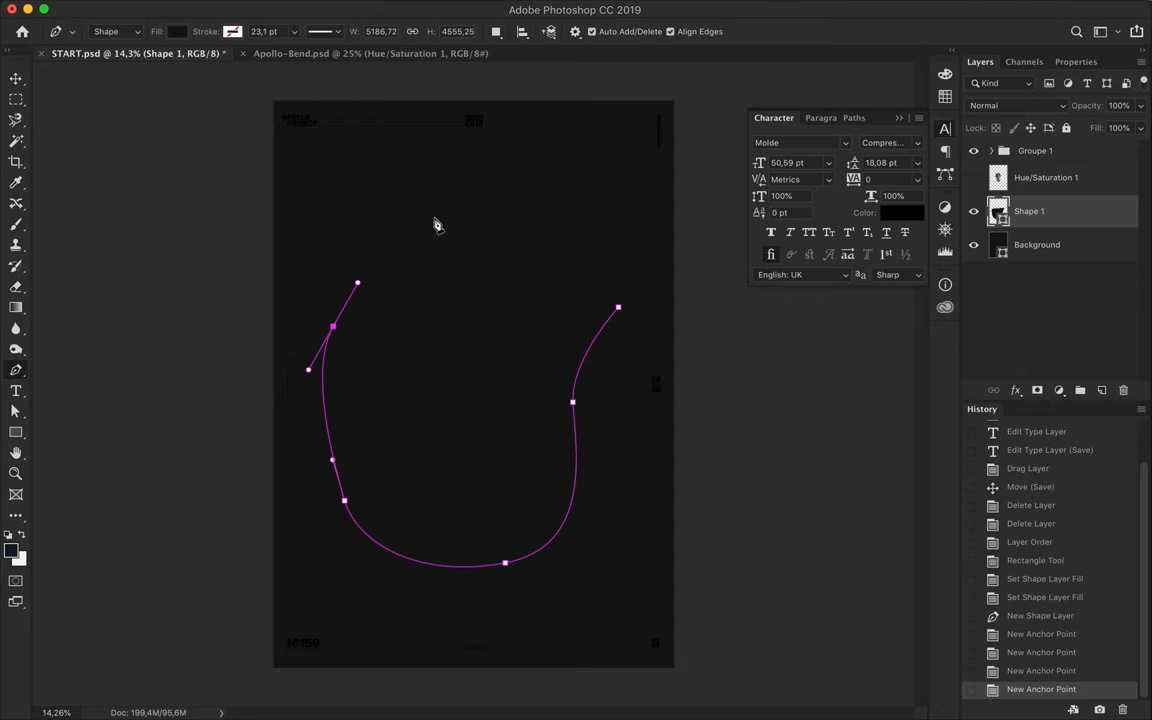 Adobe Photoshop CC 2019
Shape
Fill:
Stroke:
23,1 pt
W: 5186,72
H: 4555,25
Auto Add/Delete
Align Edges
START.psd @ 14,3% (Shape 1, RGB/8) *
Apollo-Bend.psd @ 25% (Hue/Saturation 1, RGB/8#)
APOLLO
PROJECT
2019
Nº159
3
Character
Paragra
Paths
Molde
Compres...
50,59 pt
18,08 pt
Metrics
0
100%
100%
0 pt
Color:
English: UK
Sharp
Layers
Channels
Properties
Kind
Normal
Opacity: 100%
Lock:
Fill: 100%
Groupe 1
Hue/Saturation 1
Shape 1
Background
History
Edit Type Layer
Edit Type Layer (Save)
Drag Layer
Move (Save)
Delete Layer
Delete Layer
Layer Order
Rectangle Tool
Set Shape Layer Fill
Set Shape Layer Fill
New Shape Layer
New Anchor Point
New Anchor Point
New Anchor Point
New Anchor Point
14,26%
Doc: 199,4M/95,6M